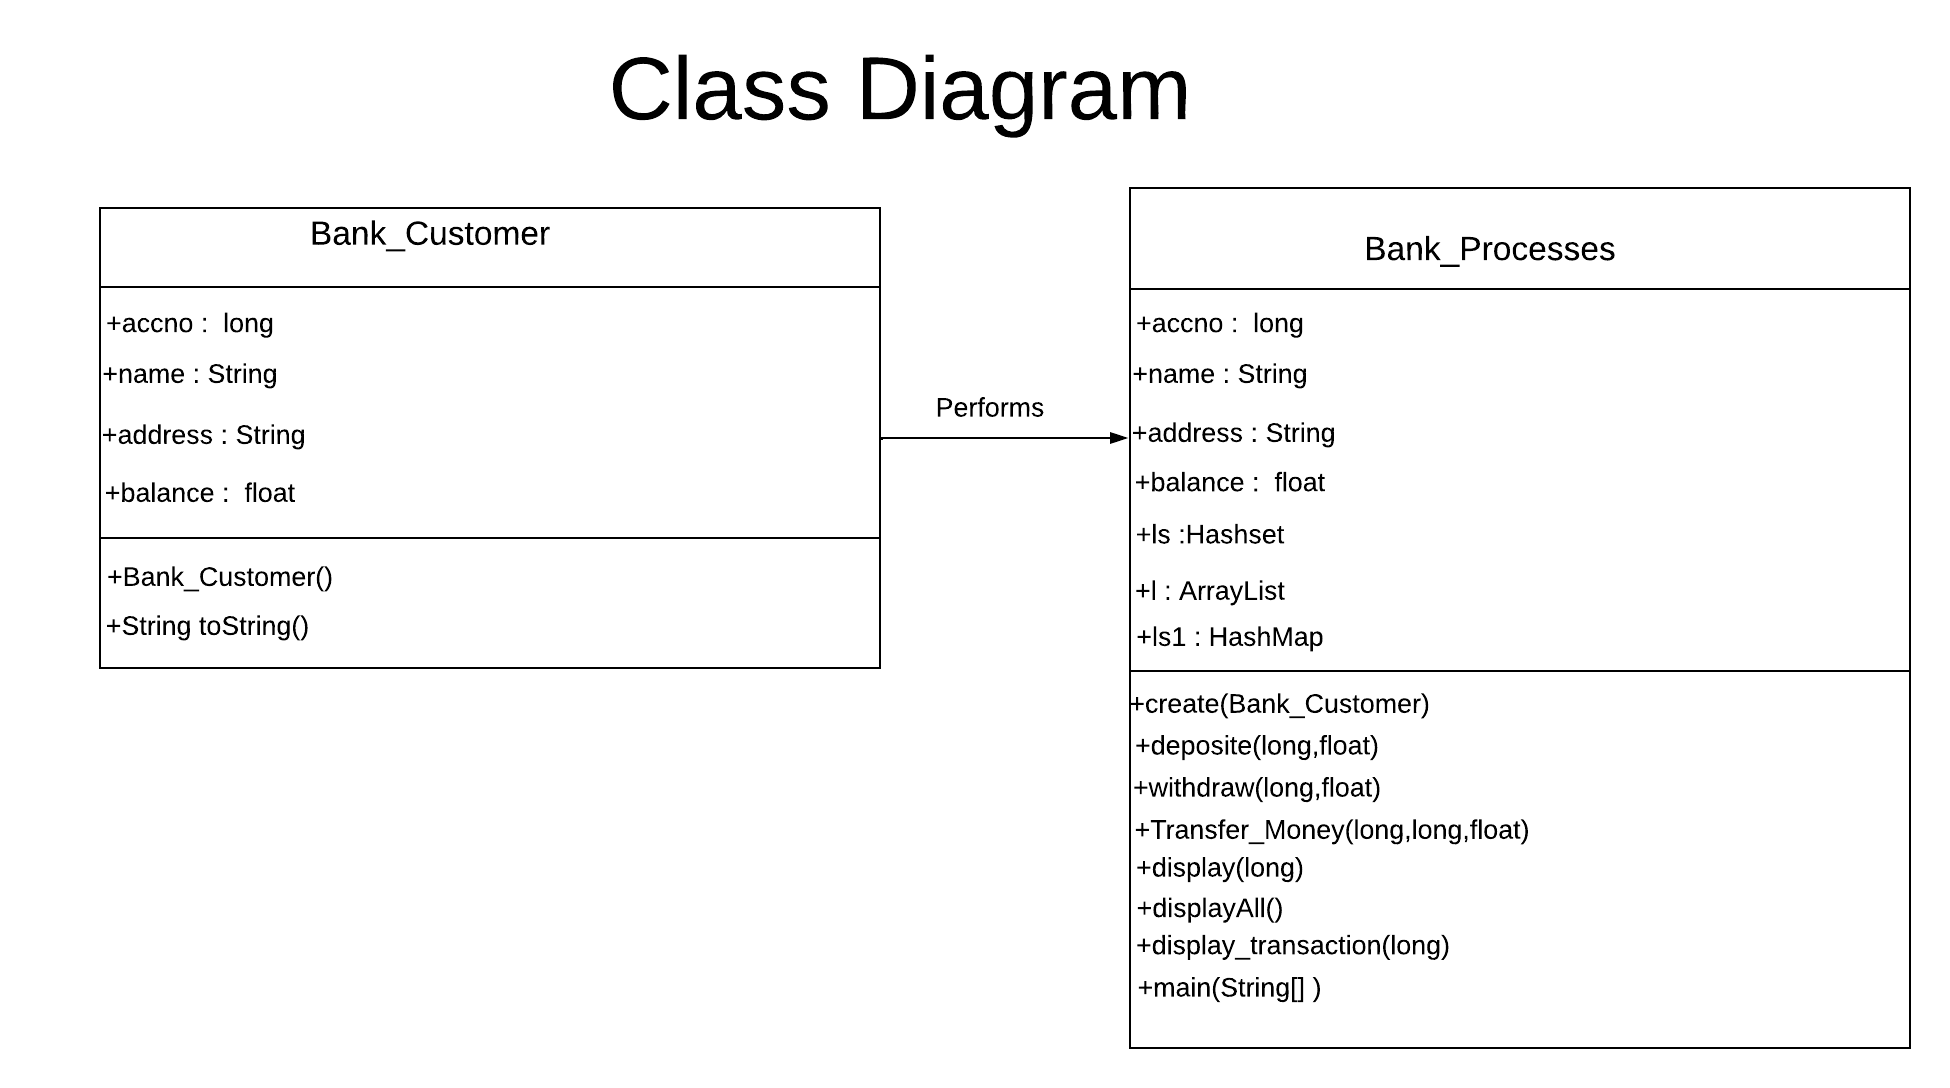 Class Diagram
Bank_Customer
+accno :  long
+name : String
+address : String
+balance :  float
+Bank_Customer()
+String toString()
Performs
Bank_Processes
+accno :  long
+name : String
+address : String
+balance :  float
+ls :Hashset
+l : ArrayList
+ls1 : HashMap
+create(Bank_Customer)
+deposite(long,float)
+withdraw(long,float)
+Transfer_Money(long,long,float)
+display(long)
+displayAll()
+display_transaction(long)
+main(String[] )